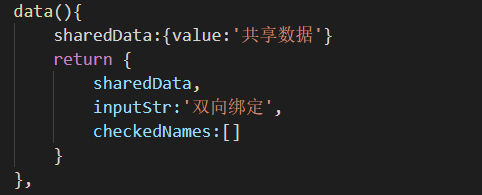 data(){
sharedData:{value:'共享数据'}
return {
sharedData,
inputStr:'双向绑定',
checkedNames:[]
}
},